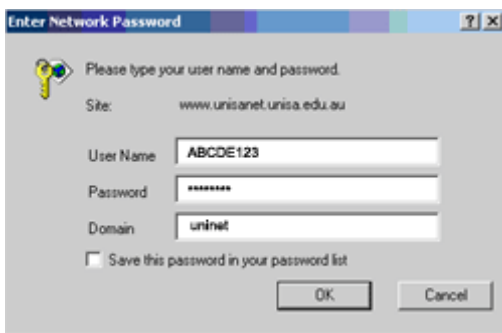 Enter Network Password
Please type your user name and password.
Site: www.unisanet.unisa.edu.au
User Name ABCDE123
Password ********
Domain uninet
Save this password in your password list
OK Cancel